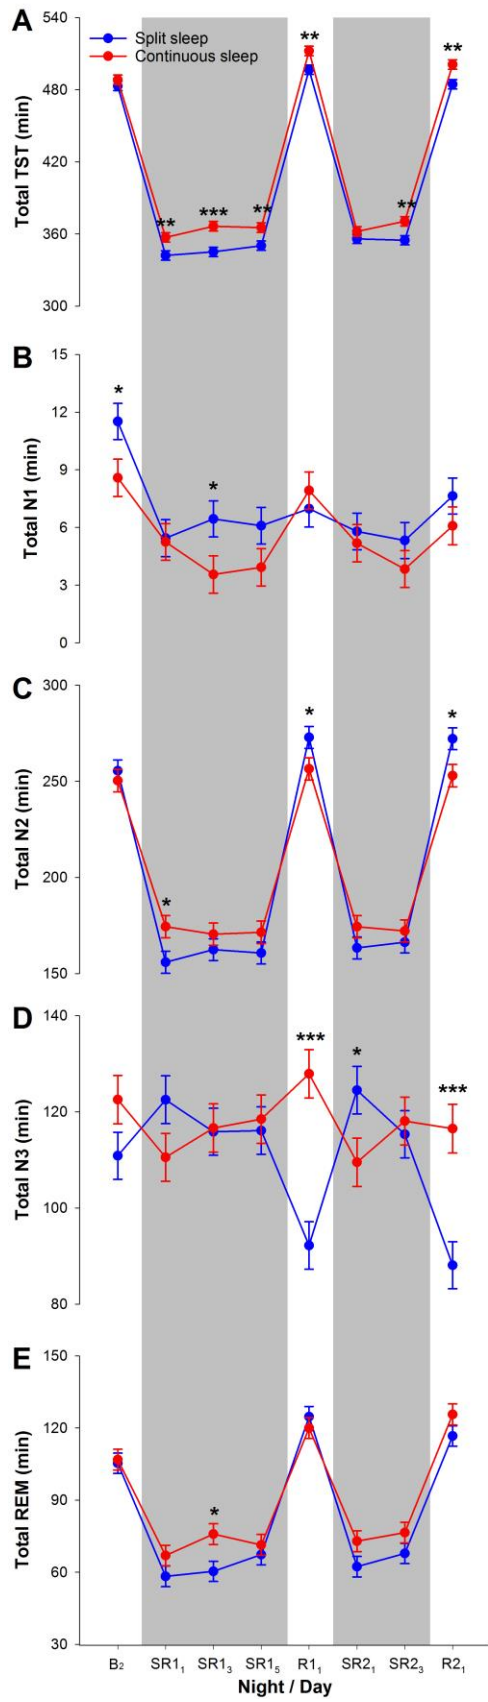 A
Total TST (min)
540
480
420
360
300
Split sleep
Continuous sleep
**
***
**
**
**
**
B
Total N1 (min)
15
12
9
6
3
0
*
*
C
Total N2 (min)
300
250
200
150
*
*
*
D
Total N3 (min)
140
120
100
80
***
*
***
E
Total REM (min)
150
120
90
60
30
*
B₂ SR1₁ SR1₃ SR1₅ R1₁ SR2₁ SR2₃ R2₁
Night / Day